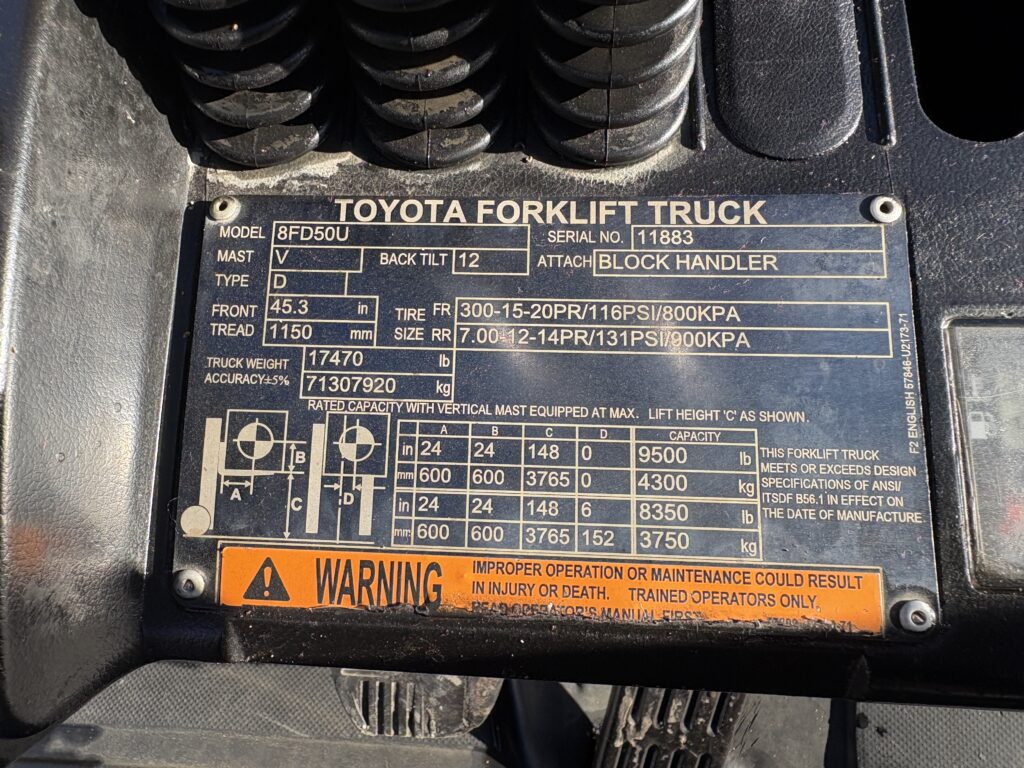 TOYOTA FORKLIFT TRUCK
MODEL 8FD50U SERIAL NO. 11883
MAST V BACK TILT 12 ATTACH BLOCK HANDLER
TYPE D
FRONT TREAD 45.3 in TIRE SIZE FR 300-15-20PR/116PSI/800KPA
1150 mm RR 7.00-12-14PR/131PSI/900KPA
TRUCK WEIGHT 17470 lb
ACCURACY±5% 71307920 kg
RATED CAPACITY WITH VERTICAL MAST EQUIPPED AT MAX. LIFT HEIGHT 'C' AS SHOWN.
A B C D CAPACITY
in 24 24 148 0 9500 lb
mm 600 600 3765 0 4300 kg
in 24 24 148 6 8350 lb
mm 600 600 3765 152 3750 kg
A B C D
THIS FORKLIFT TRUCK
MEETS OR EXCEEDS DESIGN
SPECIFICATIONS OF ANSI/
ITSDF B56.1 IN EFFECT ON
THE DATE OF MANUFACTURE
F2 ENGLISH 57846-U2173-71
WARNING
IMPROPER OPERATION OR MAINTENANCE COULD RESULT
IN INJURY OR DEATH. TRAINED OPERATORS ONLY.
READ OPERATOR'S MANUAL FIRST